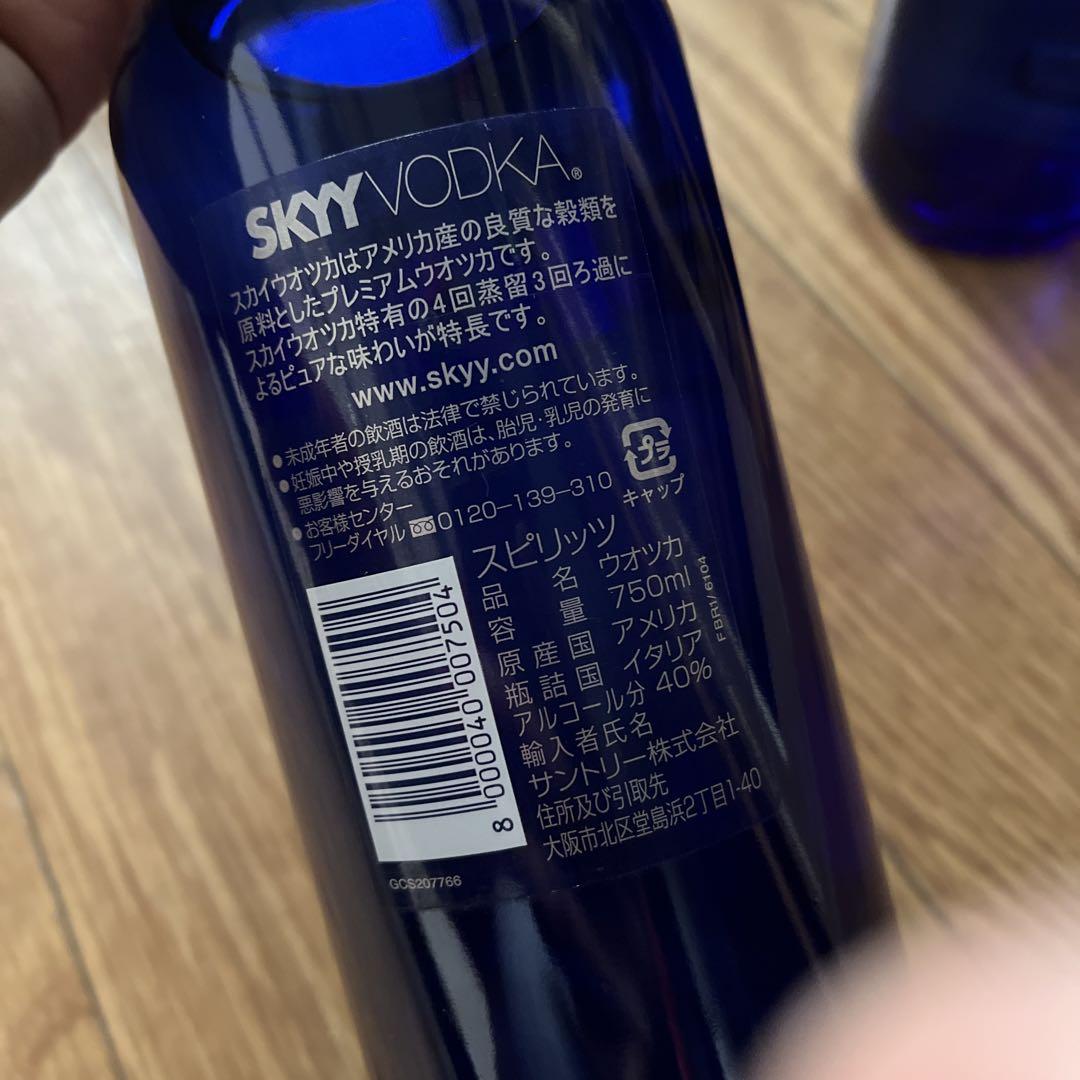 SKYY VODKA®
スカイウオツカはアメリカ産の良質な穀類を
原料としたプレミアムウオツカです。
スカイウオツカ特有の4回蒸留3回ろ過に
よるピュアな味わいが特長です。
www.skyy.com
●未成年者の飲酒は法律で禁じられています。
●妊娠中や授乳期の飲酒は、胎児・乳児の発育に
悪影響を与えるおそれがあります。
●お客様センター
フリーダイヤル 0120-139-310
プラ
キャップ
スピリッツ
品名 ウオツカ
容量 750ml
原産国 アメリカ
瓶詰国 イタリア
アルコール分 40%
輸入者氏名
サントリー株式会社
住所及び引取先
大阪市北区堂島浜2丁目1-40
FBR1/6104
8 000040 007504
GCS207766